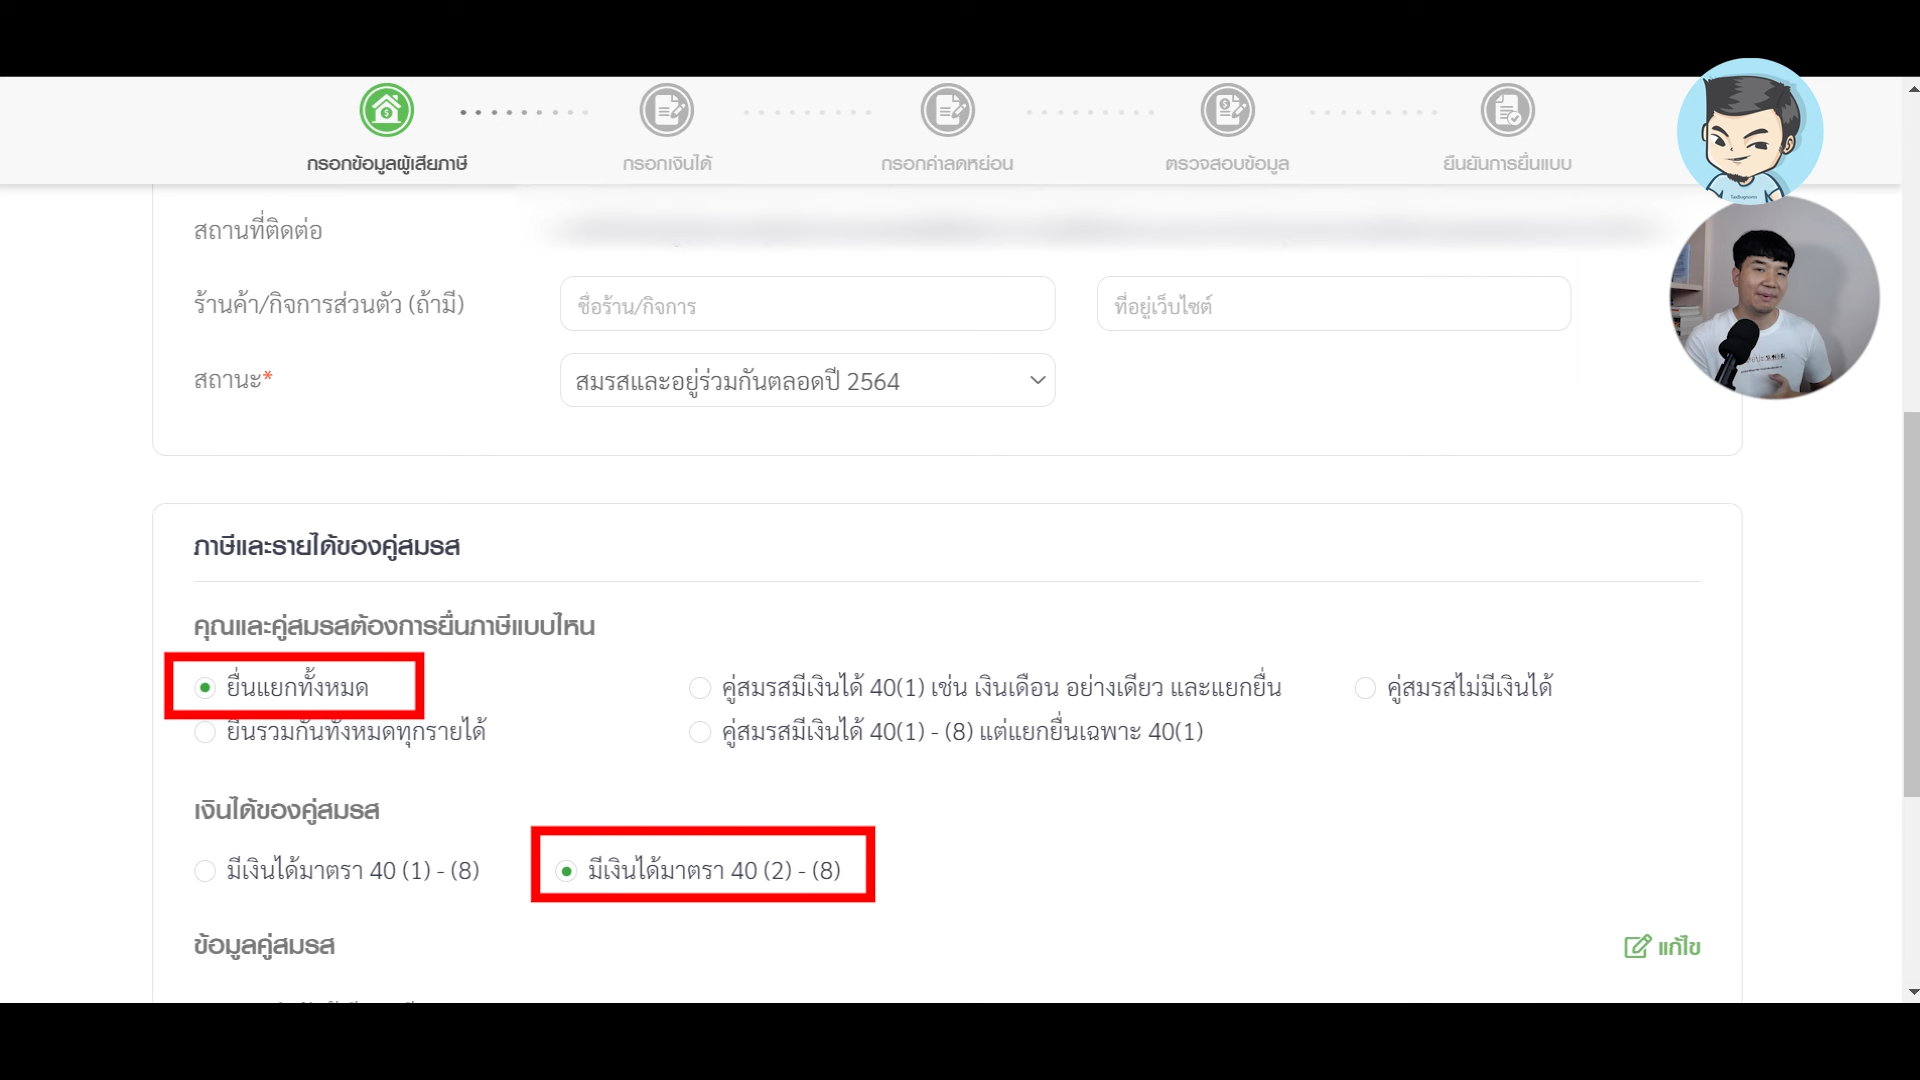 กรอกข้อมูลผู้เสียภาษี
กรอกเงินได้
กรอกค่าลดหย่อน
ตรวจสอบข้อมูล
ยืนยันการยื่นแบบ
สถานที่ติดต่อ
ร้านค้า/กิจการส่วนตัว (ถ้ามี)
ชื่อร้าน/กิจการ
ที่อยู่เว็บไซต์
สถานะ*
สมรสและอยู่ร่วมกันตลอดปี 2564
ภาษีและรายได้ของคู่สมรส
คุณและคู่สมรสต้องการยื่นภาษีแบบไหน
ยื่นแยกทั้งหมด
คู่สมรสมีเงินได้ 40(1) เช่น เงินเดือน อย่างเดียว และแยกยื่น
คู่สมรสไม่มีเงินได้
ยื่นรวมกันทั้งหมดทุกรายได้
คู่สมรสมีเงินได้ 40(1) - (8) แต่แยกยื่นเฉพาะ 40(1)
เงินได้ของคู่สมรส
มีเงินได้มาตรา 40 (1) - (8)
มีเงินได้มาตรา 40 (2) - (8)
ข้อมูลคู่สมรส
แก้ไข